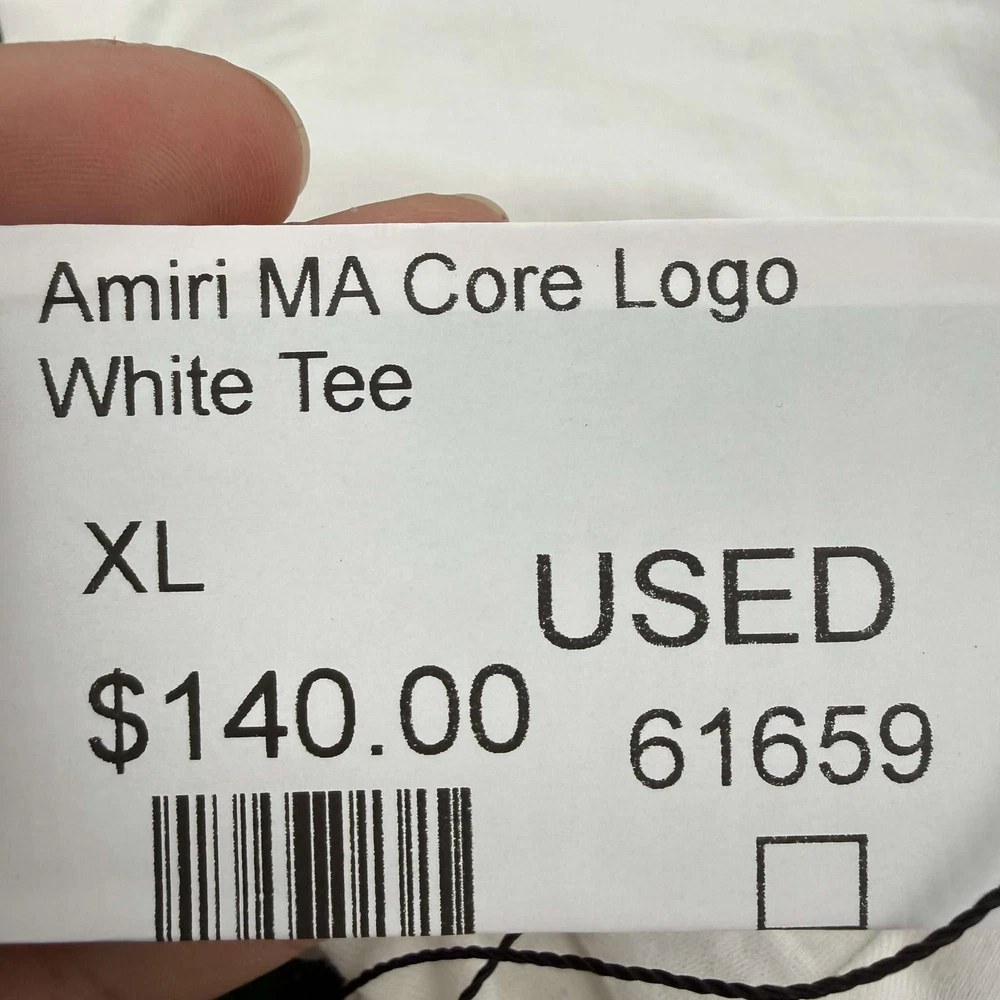 Amiri MA Core Logo
White Tee
XL
USED
$140.00
61659